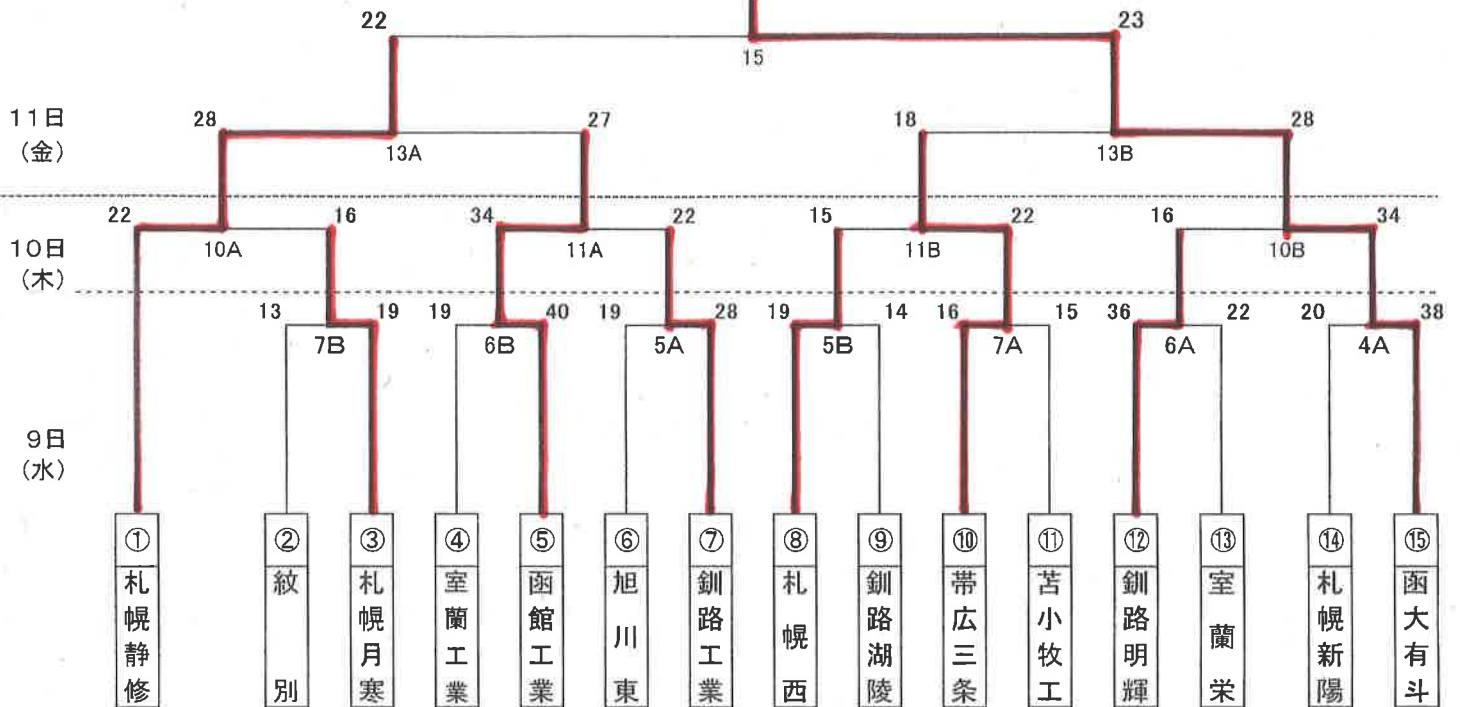 22 23
15
11日
(金)
28 27 18 28
13A 13B
22 16 34 22 15 22 16 34
10日
(木)
10A 11A 11B 10B
13 19 19 40 19 28 19 14 16 15 36 22 20 38
7B 6B 5A 5B 7A 6A 4A
9日
(水)
① 札幌静修
② 紋別
③ 札幌月寒
④ 室蘭工業
⑤ 函館工業
⑥ 旭川東
⑦ 釧路工業
⑧ 札幌西
⑨ 釧路湖陵
⑩ 帯広三条
⑪ 苫小牧工
⑫ 釧路明輝
⑬ 室蘭栄
⑭ 札幌新陽
⑮ 函大有斗